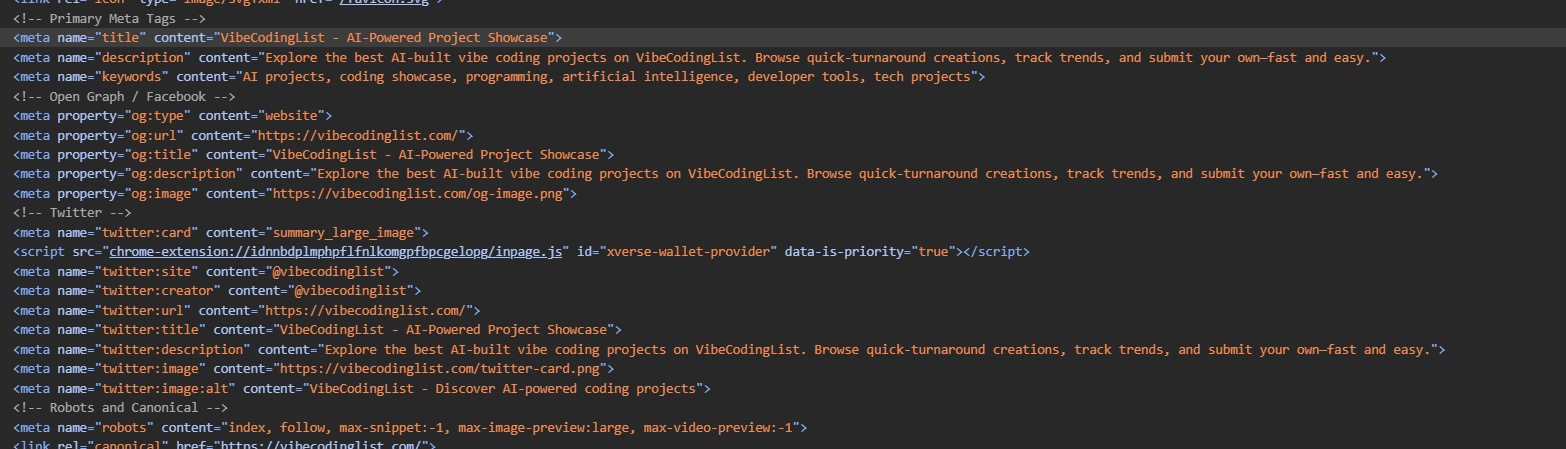 <link rel="icon" type="image/svg+xml" href="/favicon.svg">
<!-- Primary Meta Tags -->
<meta name="title" content="VibeCodingList - AI-Powered Project Showcase">
<meta name="description" content="Explore the best AI-built vibe coding projects on VibeCodingList. Browse quick-turnaround creations, track trends, and submit your own—fast and easy.">
<meta name="keywords" content="AI projects, coding showcase, programming, artificial intelligence, developer tools, tech projects">
<!-- Open Graph / Facebook -->
<meta property="og:type" content="website">
<meta property="og:url" content="https://vibecodinglist.com/">
<meta property="og:title" content="VibeCodingList - AI-Powered Project Showcase">
<meta property="og:description" content="Explore the best AI-built vibe coding projects on VibeCodingList. Browse quick-turnaround creations, track trends, and submit your own—fast and easy.">
<meta property="og:image" content="https://vibecodinglist.com/og-image.png">
<!-- Twitter -->
<meta name="twitter:card" content="summary_large_image">
<script src="chrome-extension://idnnbdplmphpflfnlkomgpfbpcgelopg/inpage.js" id="xverse-wallet-provider" data-is-priority="true"></script>
<meta name="twitter:site" content="@vibecodinglist">
<meta name="twitter:creator" content="@vibecodinglist">
<meta name="twitter:url" content="https://vibecodinglist.com/">
<meta name="twitter:title" content="VibeCodingList - AI-Powered Project Showcase">
<meta name="twitter:description" content="Explore the best AI-built vibe coding projects on VibeCodingList. Browse quick-turnaround creations, track trends, and submit your own—fast and easy.">
<meta name="twitter:image" content="https://vibecodinglist.com/twitter-card.png">
<meta name="twitter:image:alt" content="VibeCodingList - Discover AI-powered coding projects">
<!-- Robots and Canonical -->
<meta name="robots" content="index, follow, max-snippet:-1, max-image-preview:large, max-video-preview:-1">
<link rel="canonical" href="https://vibecodinglist.com/">